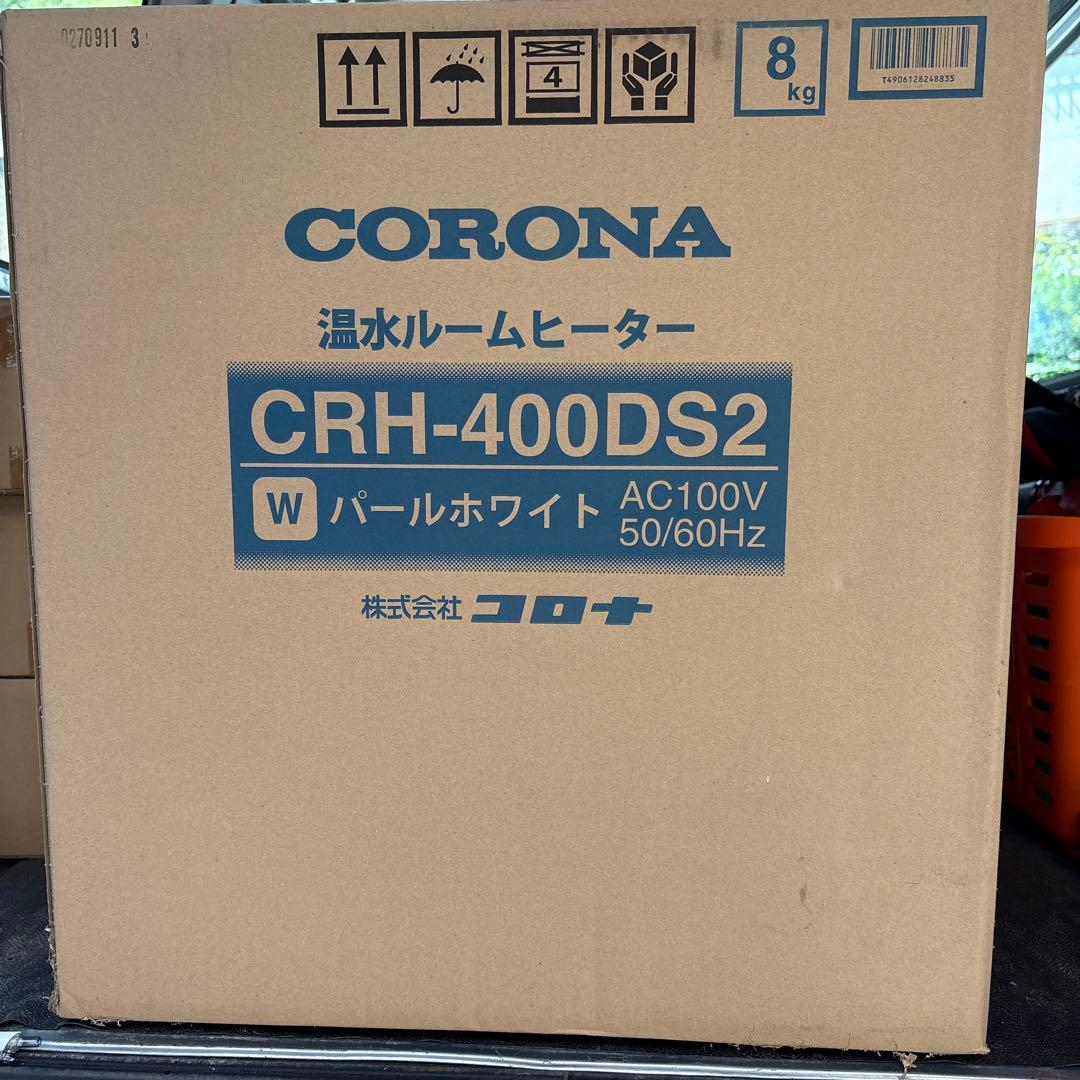 0270911 3
4
8
kg
T4906128248835
CORONA
温水ルームヒーター
CRH-400DS2
W パールホワイト AC100V
50/60Hz
株式会社 コロナ